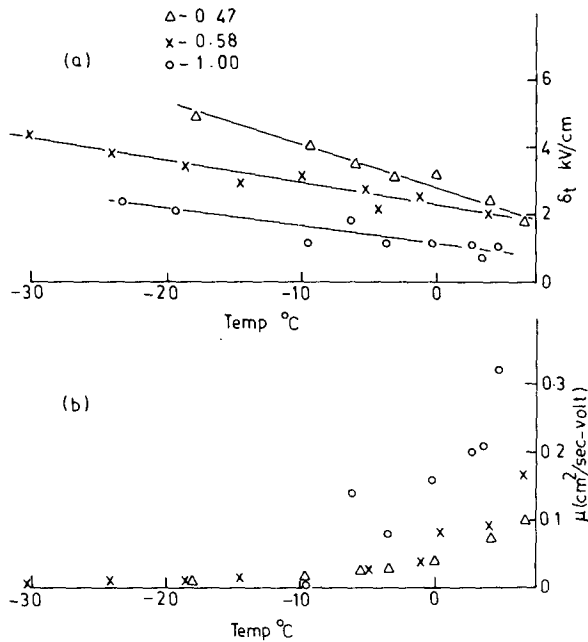 △ - 0 47
(a) x - 0.58
o - 1.00
6
4
2
0
δt kV/cm
-30 -20 -10 0
Temp °C
(b)
0.3
0 2
0 1
0
μ(cm²/sec-volt)
-30 -20 -10 0
Temp °C